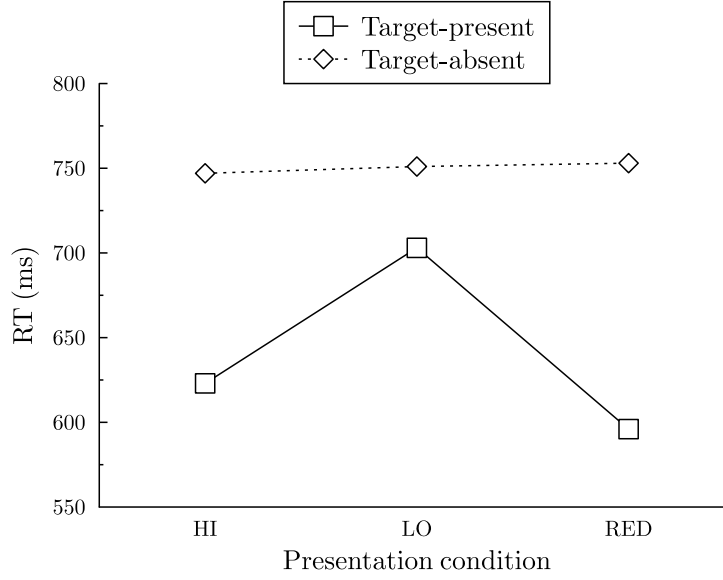 Target-present
Target-absent
800
750
700
650
600
550
RT (ms)
HI LO RED
Presentation condition